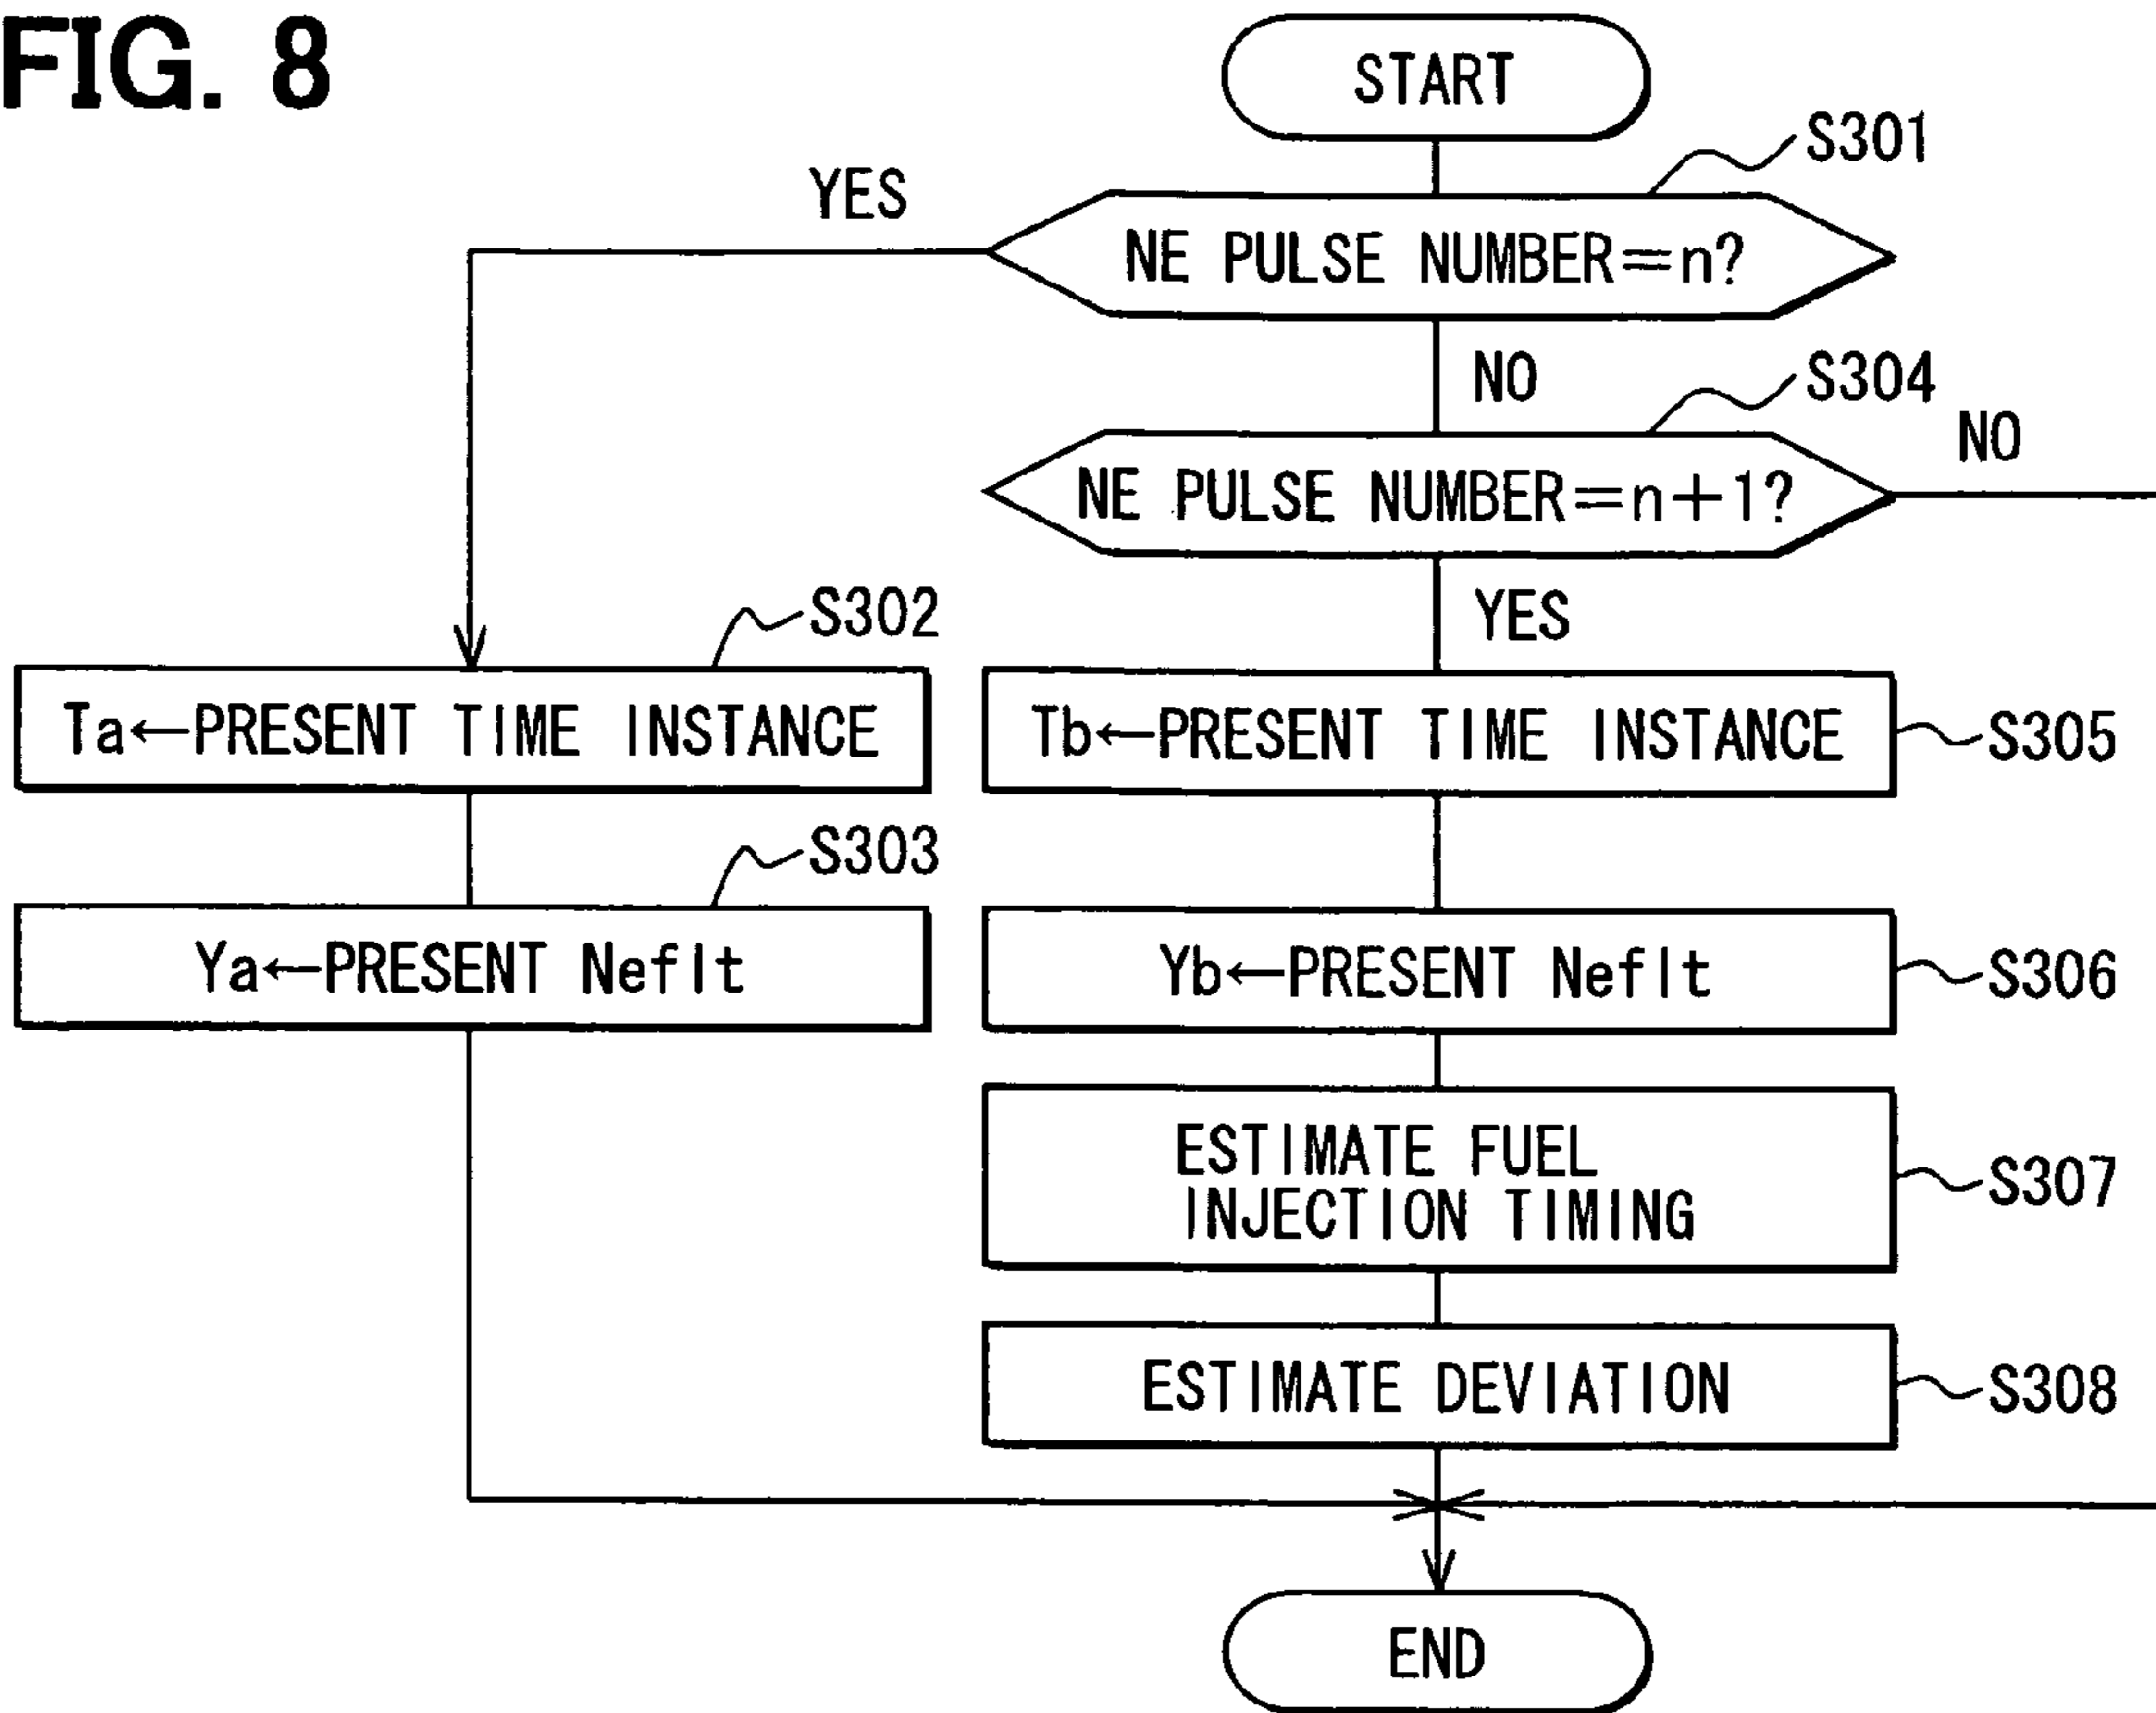 FIG. 8
START
S301
YES
NE PULSE NUMBER=n?
NO
S304
NO
NE PULSE NUMBER=n+1?
YES
S302
Ta←PRESENT TIME INSTANCE
Tb←PRESENT TIME INSTANCE
S305
S303
Ya←PRESENT Neflt
Yb←PRESENT Neflt
S306
ESTIMATE FUEL
INJECTION TIMING
S307
ESTIMATE DEVIATION
S308
END